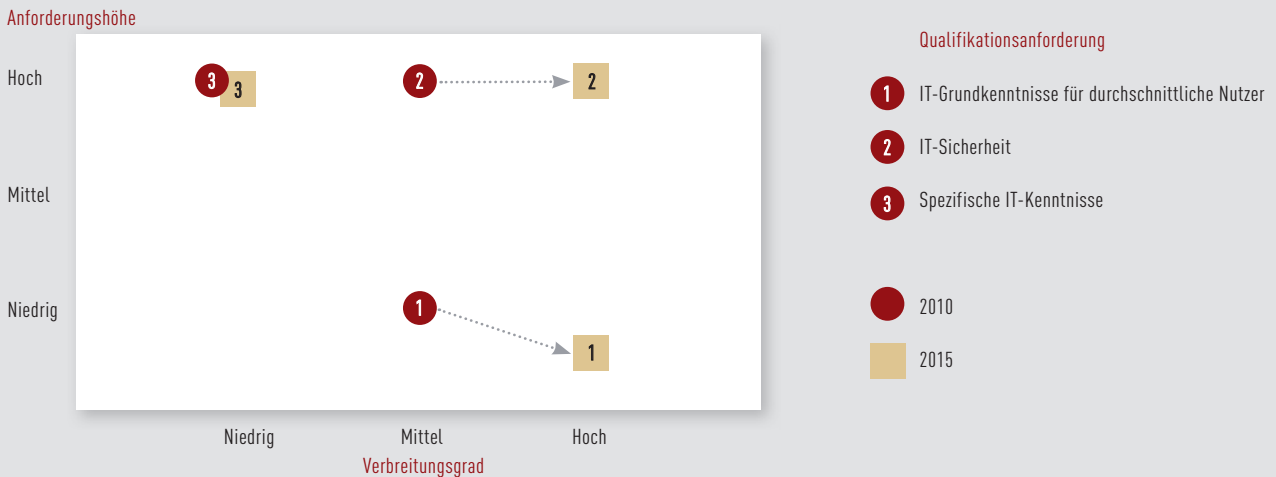 Anforderungshöhe
Hoch
Mittel
Niedrig
3
3
2
2
1
1
Niedrig
Mittel
Hoch
Verbreitungsgrad
Qualifikationsanforderung
1 IT-Grundkenntnisse für durchschnittliche Nutzer
2 IT-Sicherheit
3 Spezifische IT-Kenntnisse
2010
2015